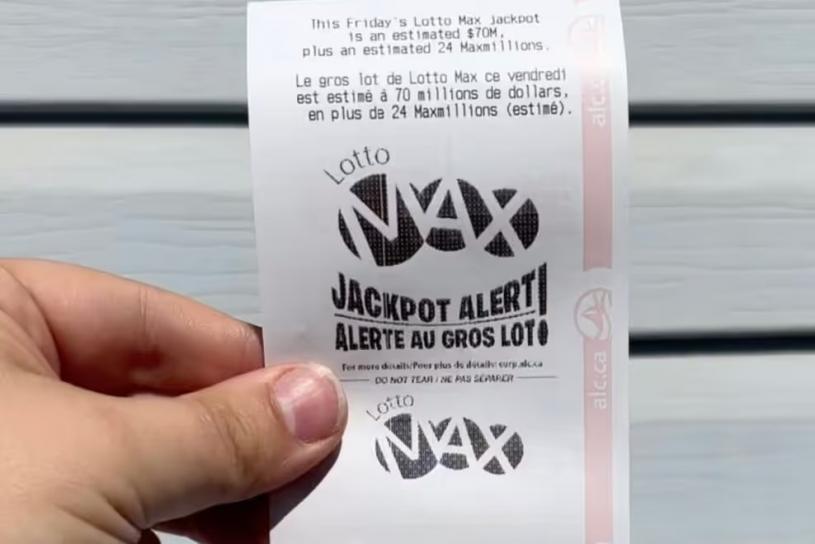 This Friday's Lotto Max Jackpot
is an estimated $70M,
plus an estimated 24 Maxmillions.
Le gros lot de Lotto Max ce vendredi
est estimé à 70 millions de dollars,
en plus de 24 Maxmillions (estimé).
Lotto
MAX
JACKPOT ALERT!
ALERTE AU GROS LOT!
For more details/Pour plus de détails: corp.alc.ca
DO NOT TEAR / NE PAS SÉPARER
Lotto
MAX
alc.ca
alc.ca